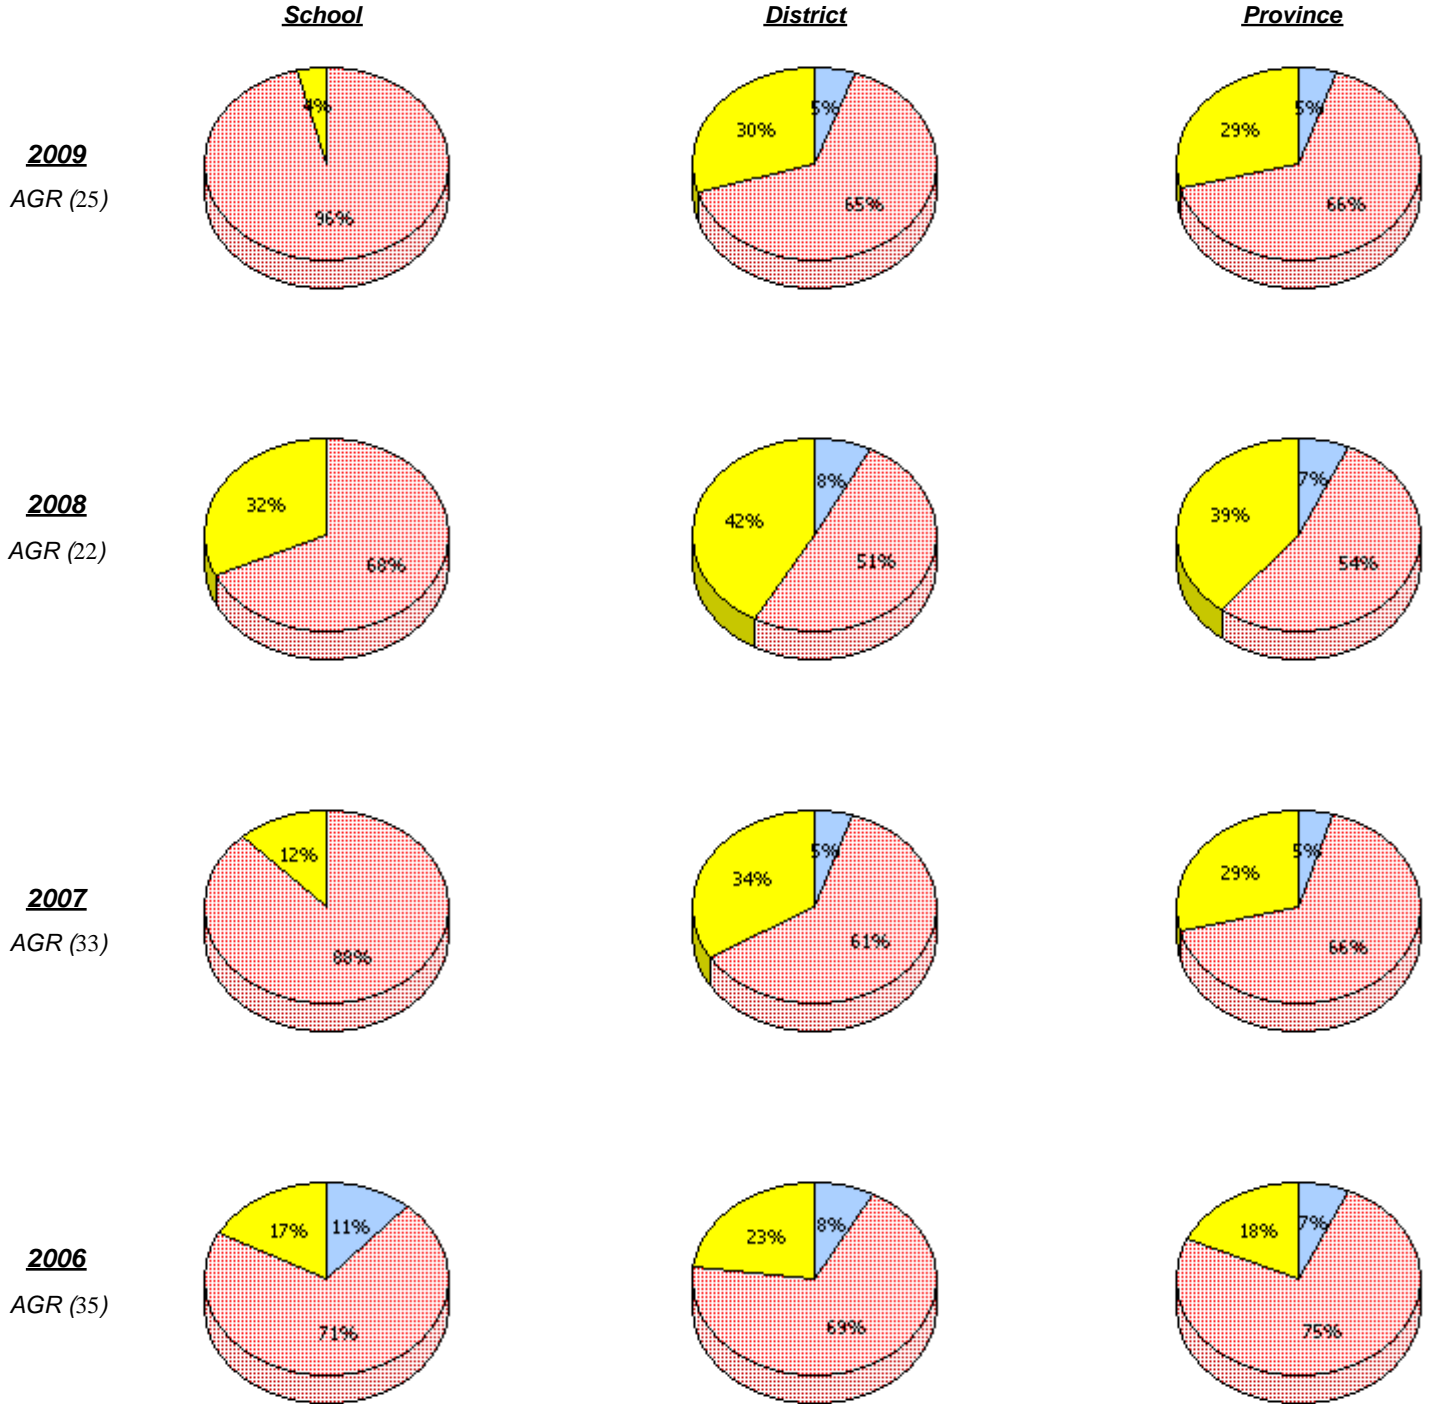 School District Province
4% 96%
30% 5% 65%
29% 5% 66%
2009
AGR (25)
32% 68%
42% 8% 51%
39% 7% 54%
2008
AGR (22)
12% 88%
34% 5% 61%
29% 5% 66%
2007
AGR (33)
17% 11% 71%
23% 8% 69%
18% 7% 75%
2006
AGR (35)